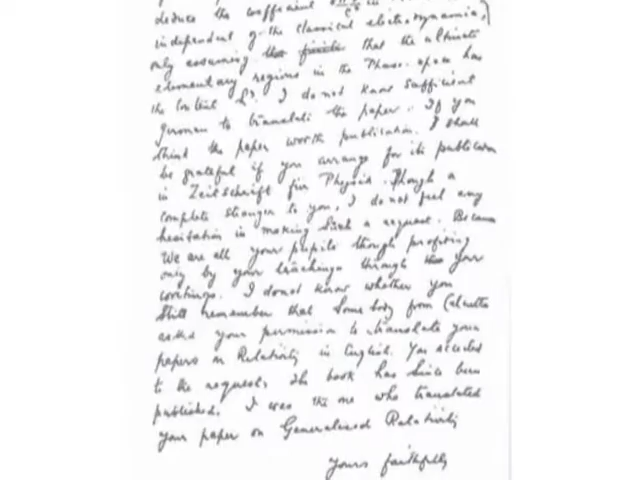 deduce the coefficient in
independent of the classical electrodynamics,
only assuming that the ultimate
elementary regions in the Phase-space has
the Content h³. I do not know sufficient
german to translate the paper. If you
think the paper worth publication. I shall
be grateful if you arrange for its publication
in Zeitschrift für Physik. Though a
complete stranger to you, I do not feel any
hesitation in making such a request. Because
We are all your pupils though profiting
only by your teachings through your
writings. I donot know whether you
Still remember that Somebody from Calcutta
asked your permission to translate your
papers on Relativity in English. You acceded
to the request. The book has since been
published. I was the one who translated
your paper on Generalised Relativity
Yours faithfully